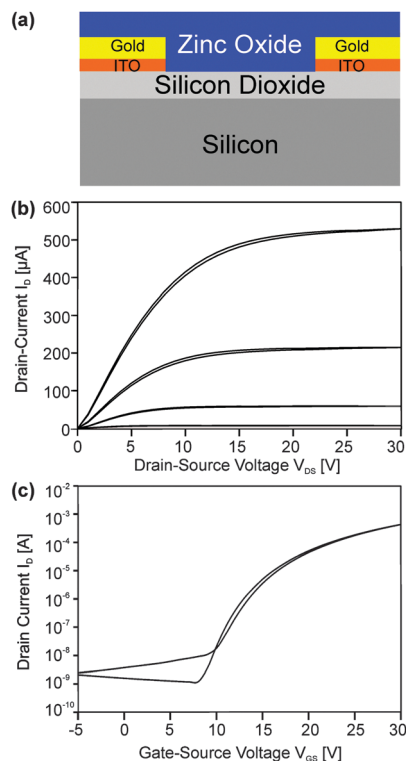 (a)
Gold Zinc Oxide Gold
ITO ITO
Silicon Dioxide
Silicon
(b)
600
500
400
300
200
100
0
Drain-Current I_D [µA]
0 5 10 15 20 25 30
Drain-Source Voltage V_DS [V]
(c)
10^-2
10^-3
10^-4
10^-5
10^-6
10^-7
10^-8
10^-9
10^-10
Drain Current I_D [A]
-5 0 5 10 15 20 25 30
Gate-Source Voltage V_GS [V]